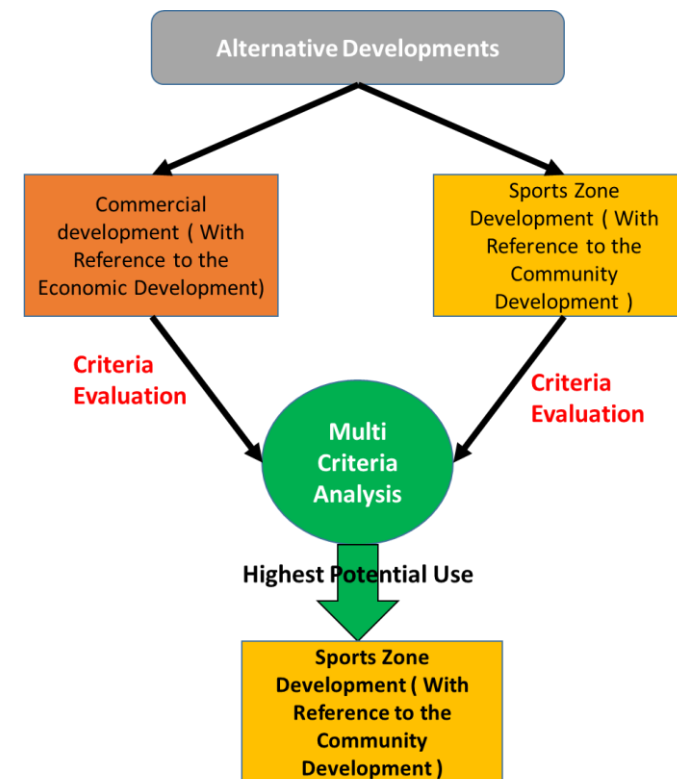 Alternative Developments
Commercial
development ( With
Reference to the
Economic Development)
Sports Zone
Development ( With
Reference to the
Community
Development )
Criteria
Evaluation
Criteria
Evaluation
Multi
Criteria
Analysis
Highest Potential Use
Sports Zone
Development ( With
Reference to the
Community
Development )